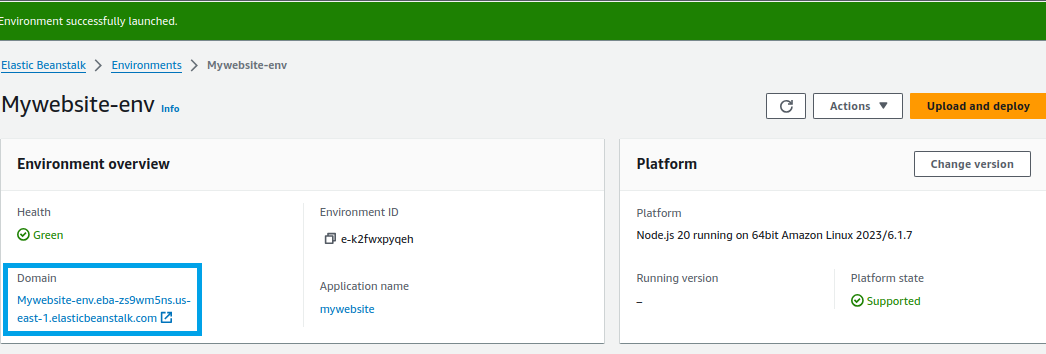 Environment successfully launched.
Elastic Beanstalk > Environments > Mywebsite-env
Mywebsite-env Info
Actions
Upload and deploy
Environment overview
Health
Green
Environment ID
e-k2fwxpyqeh
Domain
Mywebsite-env.eba-zs9wm5ns.us-
east-1.elasticbeanstalk.com
Application name
mywebsite
Platform
Change version
Platform
Node.js 20 running on 64bit Amazon Linux 2023/6.1.7
Running version
–
Platform state
Supported